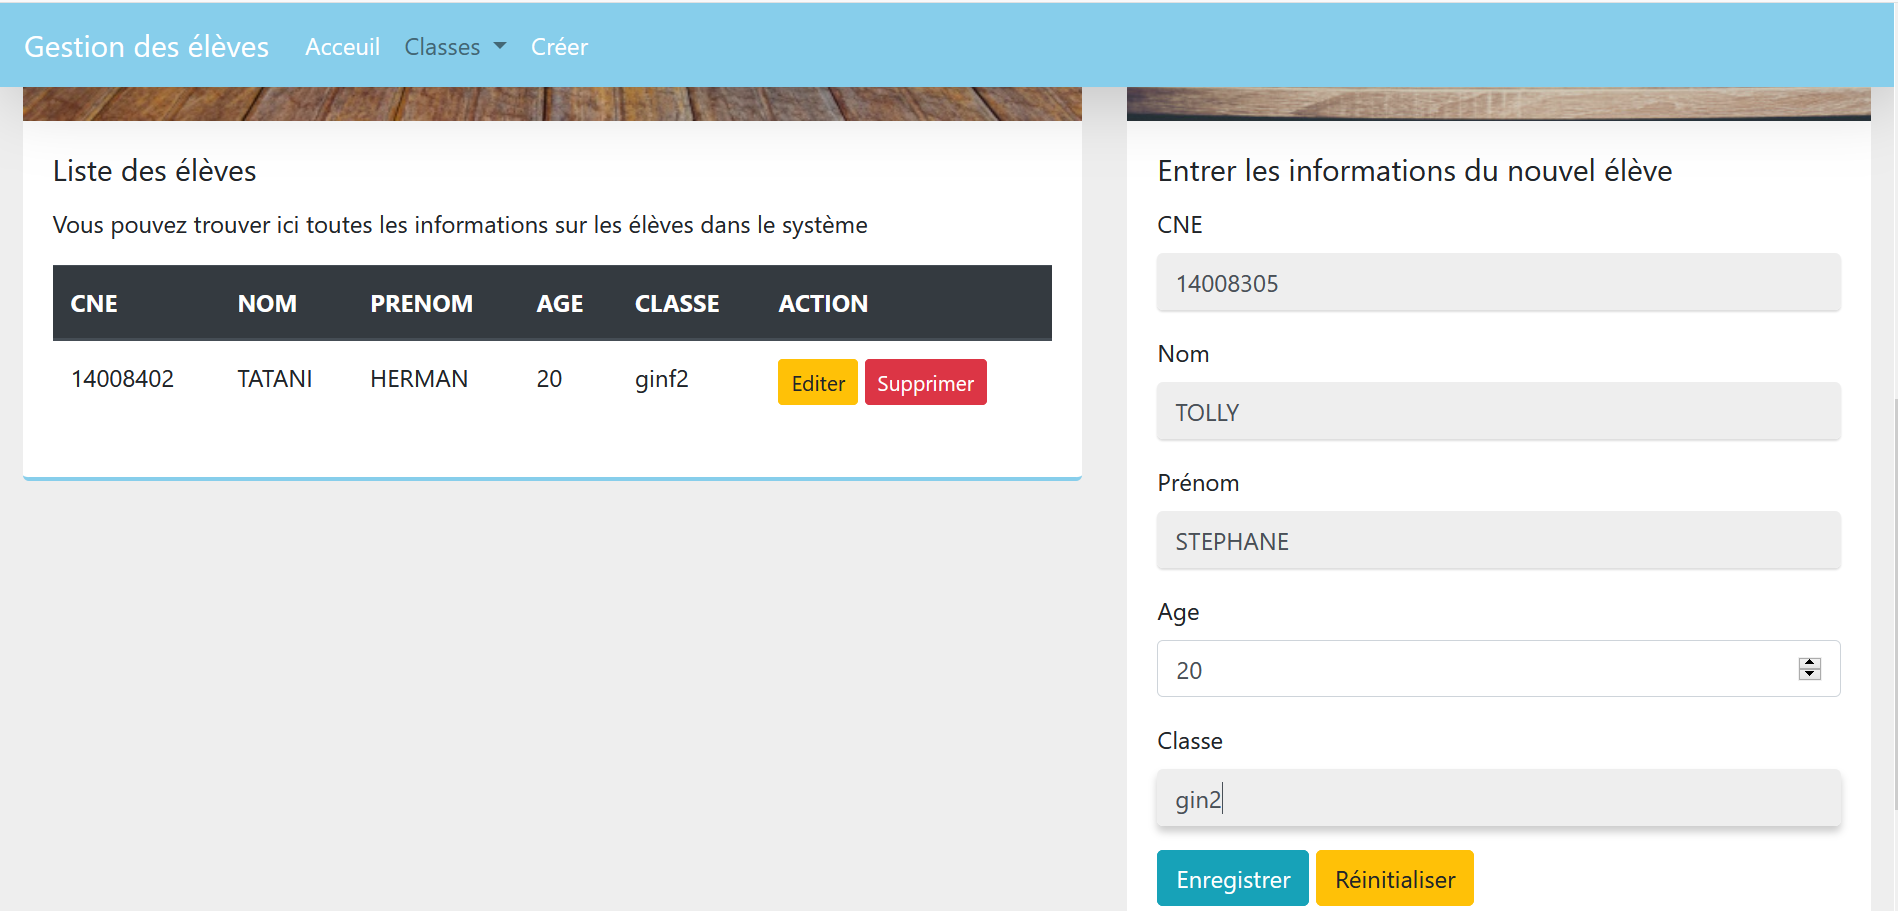 Gestion des élèves Acceuil Classes Créer
Liste des élèves
Vous pouvez trouver ici toutes les informations sur les élèves dans le système
CNE NOM PRENOM AGE CLASSE ACTION
14008402 TATANI HERMAN 20 ginf2 Editer Supprimer
Entrer les informations du nouvel élève
CNE
14008305
Nom
TOLLY
Prénom
STEPHANE
Age
20
Classe
gin2
Enregistrer Réinitialiser